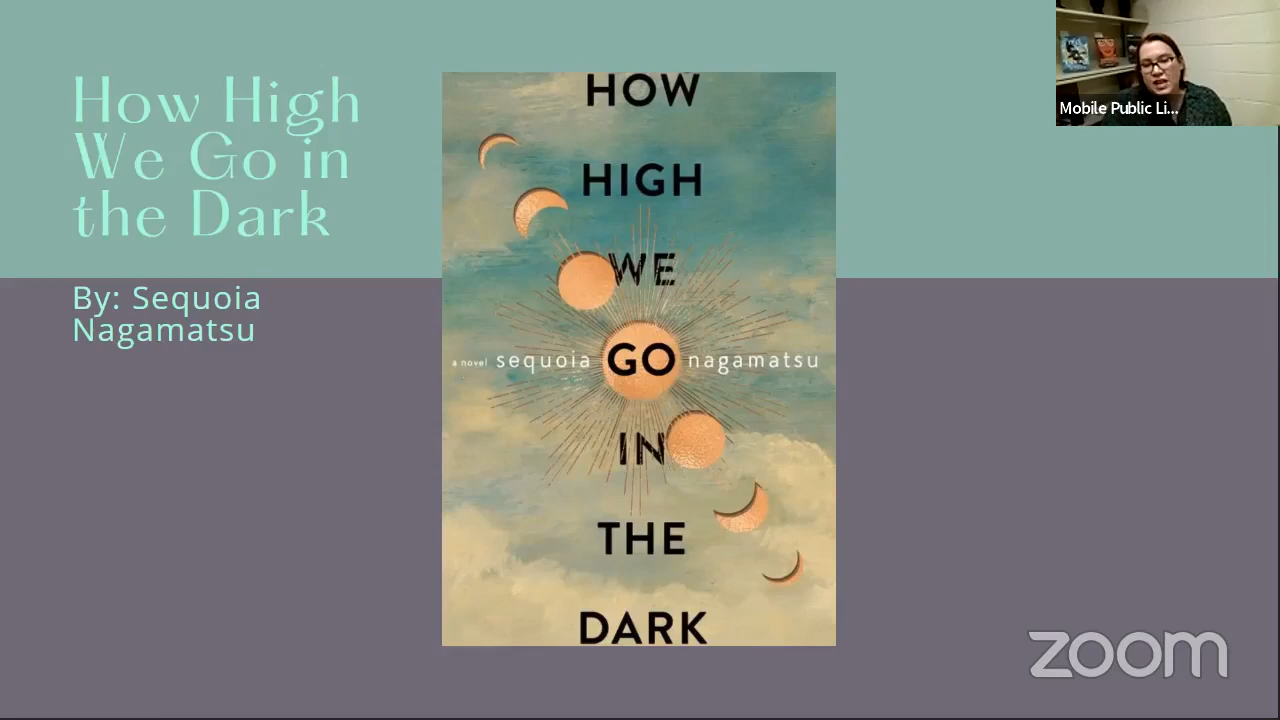 How High
We Go in
the Dark
By: Sequoia
Nagamatsu
HOW
HIGH
WE
a novel sequoia GO nagamatsu
IN
THE
DARK
Mobile Public Li...
zoom